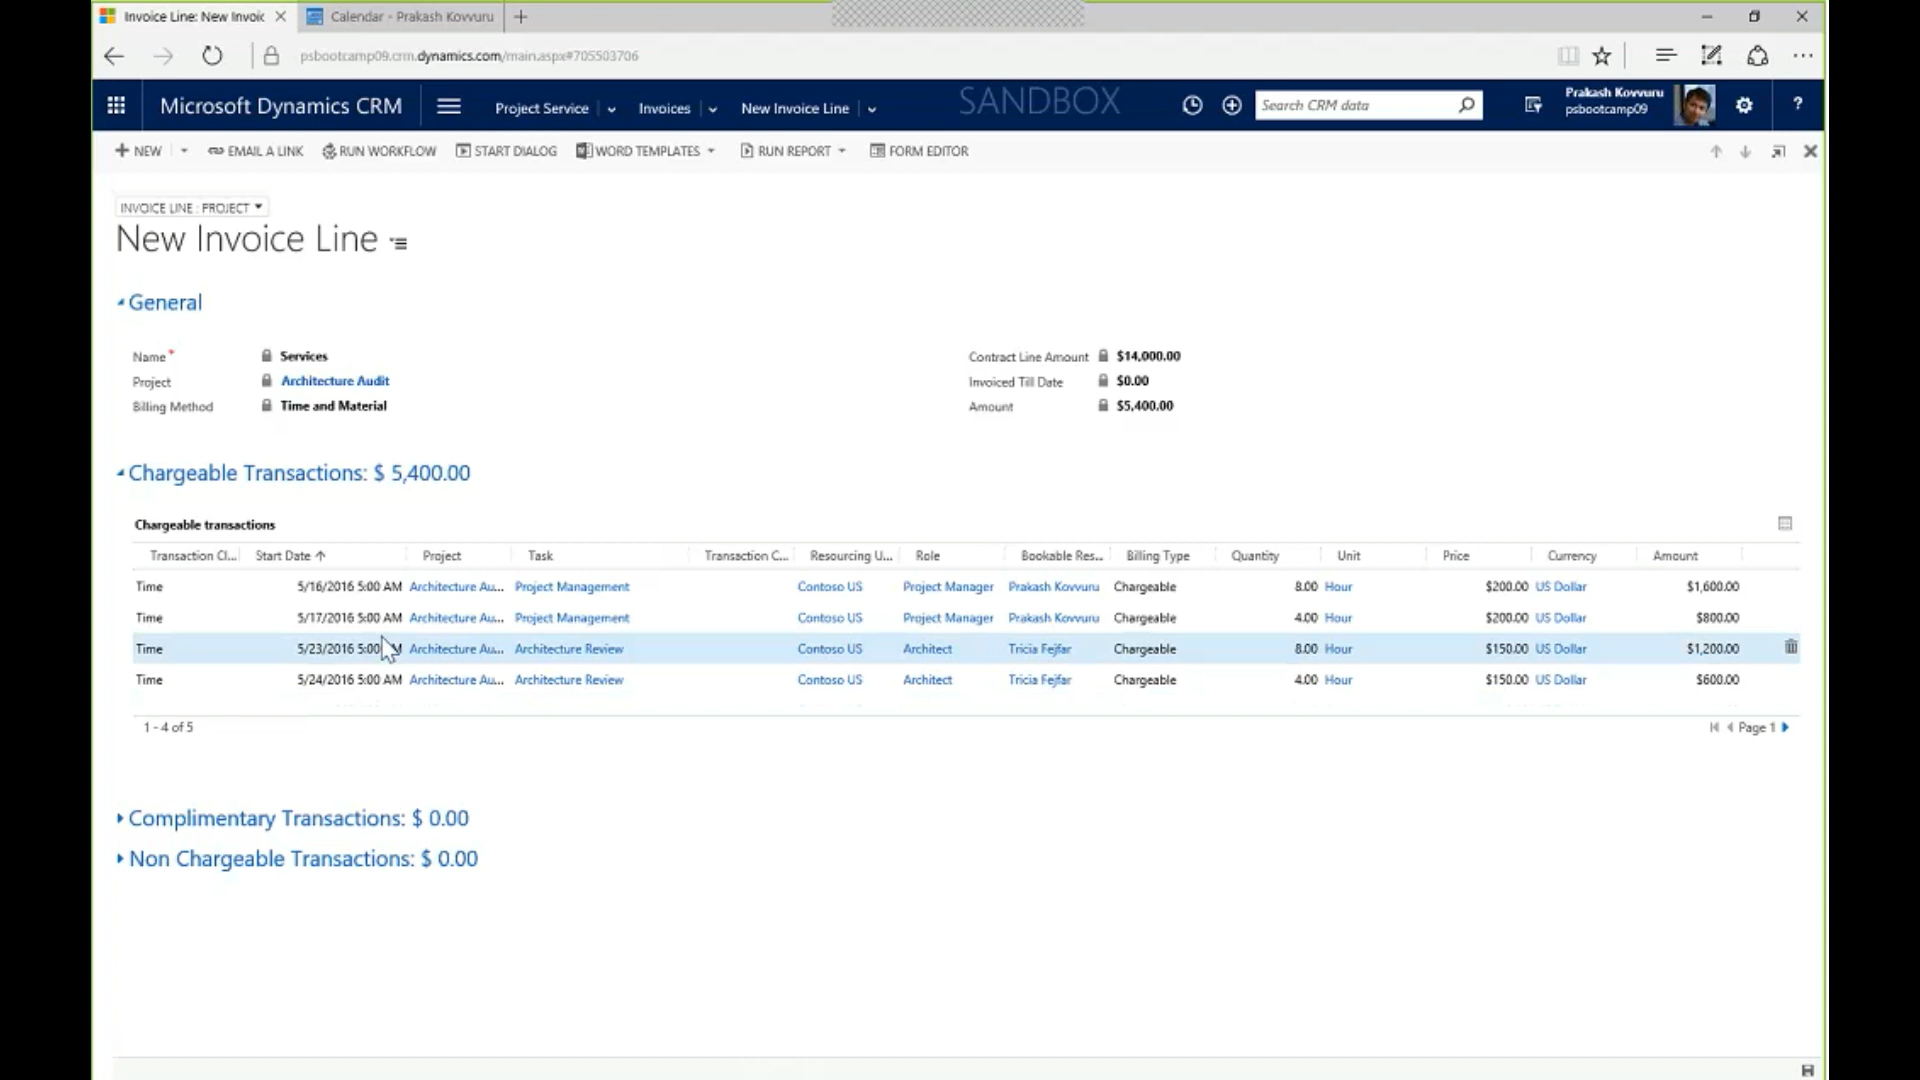 Invoice Line: New Invoic
Calendar - Prakash Kovvuru
psbootcamp09.crm.dynamics.com/main.aspx#705503706
Microsoft Dynamics CRM
Project Service
Invoices
New Invoice Line
SANDBOX
Search CRM data
Prakash Kovvuru
psbootcamp09
?
NEW
EMAIL A LINK
RUN WORKFLOW
START DIALOG
WORD TEMPLATES
RUN REPORT
FORM EDITOR
INVOICE LINE : PROJECT
New Invoice Line
General
Name* Services
Contract Line Amount $14,000.00
Project Architecture Audit
Invoiced Till Date $0.00
Billing Method Time and Material
Amount $5,400.00
Chargeable Transactions: $ 5,400.00
Chargeable transactions
Transaction Cl... Start Date Project Task Transaction C... Resourcing U... Role Bookable Res... Billing Type Quantity Unit Price Currency Amount
Time 5/16/2016 5:00 AM Architecture Au... Project Management Contoso US Project Manager Prakash Kovvuru Chargeable 8.00 Hour $200.00 US Dollar $1,600.00
Time 5/17/2016 5:00 AM Architecture Au... Project Management Contoso US Project Manager Prakash Kovvuru Chargeable 4.00 Hour $200.00 US Dollar $800.00
Time 5/23/2016 5:00 Architecture Au... Architecture Review Contoso US Architect Tricia Fejfar Chargeable 8.00 Hour $150.00 US Dollar $1,200.00
Time 5/24/2016 5:00 AM Architecture Au... Architecture Review Contoso US Architect Tricia Fejfar Chargeable 4.00 Hour $150.00 US Dollar $600.00
1 - 4 of 5
Page 1
Complimentary Transactions: $ 0.00
Non Chargeable Transactions: $ 0.00